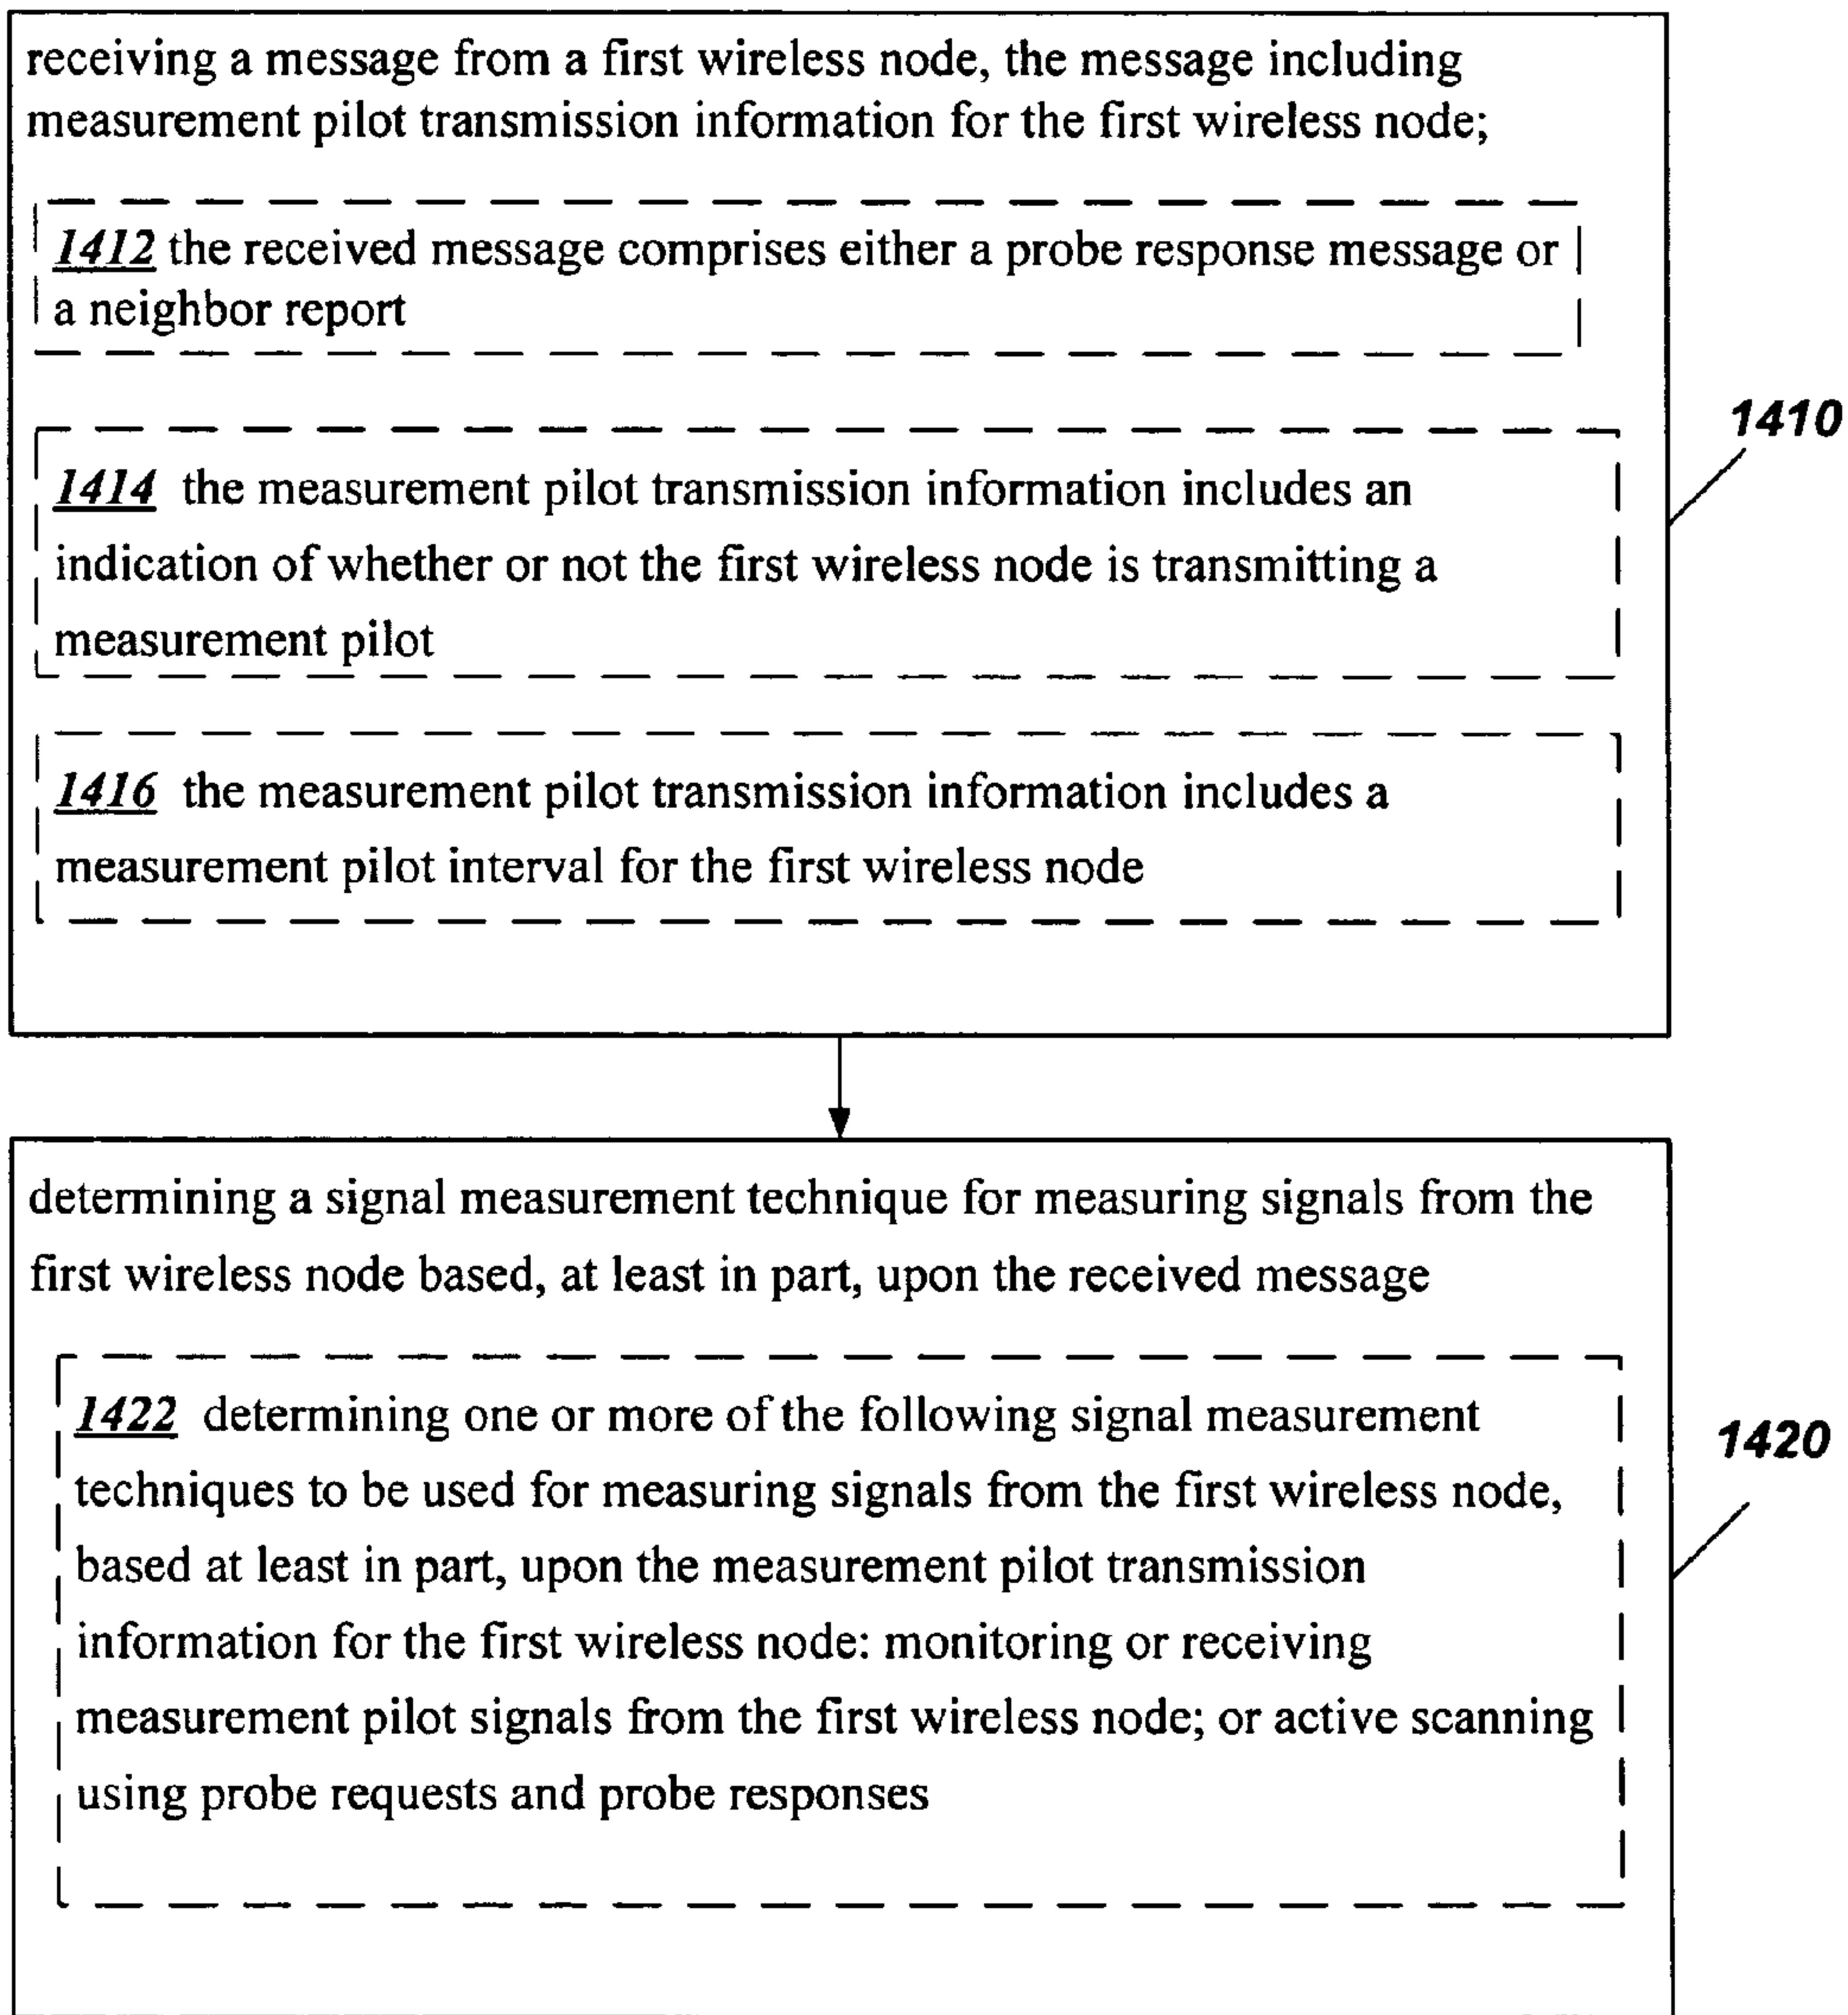 receiving a message from a first wireless node, the message including
measurement pilot transmission information for the first wireless node;
1412 the received message comprises either a probe response message or
a neighbor report
1410
1414 the measurement pilot transmission information includes an
indication of whether or not the first wireless node is transmitting a
measurement pilot
1416 the measurement pilot transmission information includes a
measurement pilot interval for the first wireless node
determining a signal measurement technique for measuring signals from the
first wireless node based, at least in part, upon the received message
1422 determining one or more of the following signal measurement
1420
techniques to be used for measuring signals from the first wireless node,
based at least in part, upon the measurement pilot transmission
information for the first wireless node: monitoring or receiving
measurement pilot signals from the first wireless node; or active scanning
using probe requests and probe responses